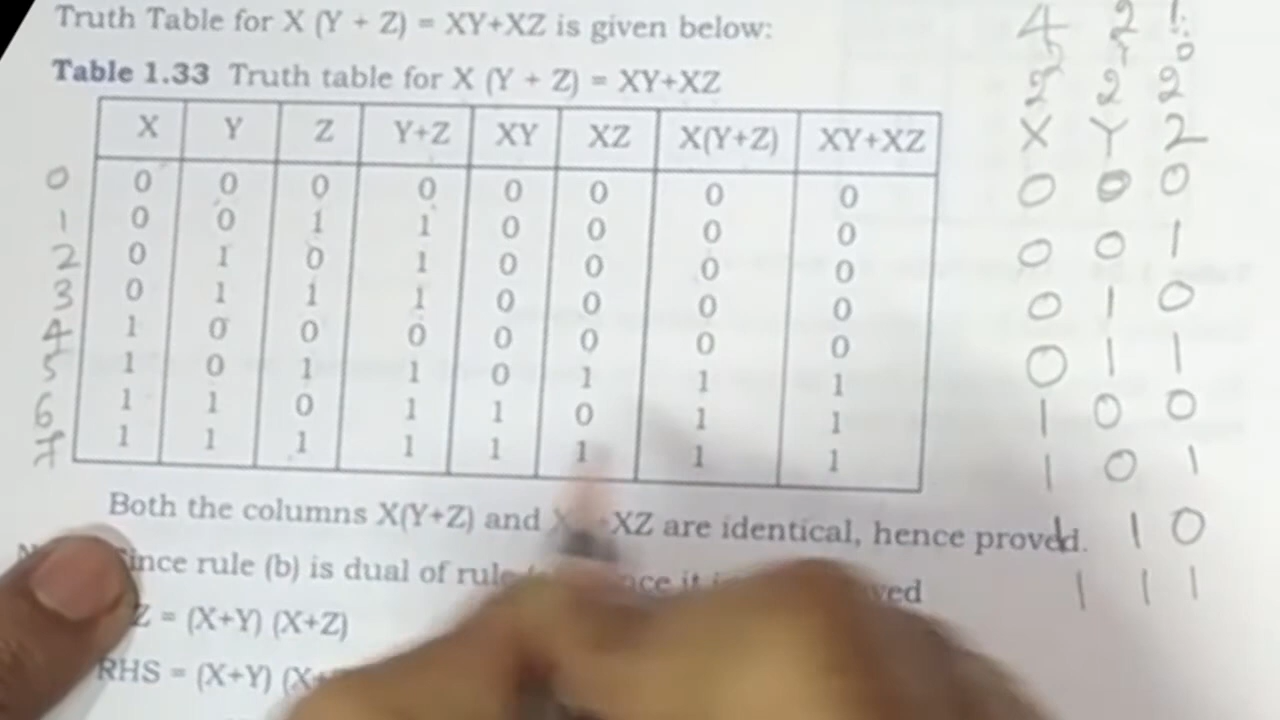 Truth Table for X (Y + Z) = XY+XZ is given below:
Table 1.33 Truth table for X (Y + Z) = XY+XZ
X Y Z Y+Z XY XZ X(Y+Z) XY+XZ
0 0 0 0 0 0 0 0 0
1 0 0 1 1 0 0 0 0
2 0 1 0 1 0 0 0 0
3 0 1 1 1 0 0 0 0
4 1 0 0 0 0 0 0 0
5 1 0 1 1 0 1 1 1
6 1 1 0 1 1 0 1 1
7 1 1 1 1 1 1 1 1
Both the columns X(Y+Z) and XZ are identical, hence proved.
ince rule (b) is dual of rule
Z = (X+Y) (X+Z)
RHS = (X+Y) (X+
4 2 1
2 2 2
X Y Z
0 0 0
0 0 1
0 1 0
0 1 1
1 0 0
1 0 1
1 1 0
1 1 1